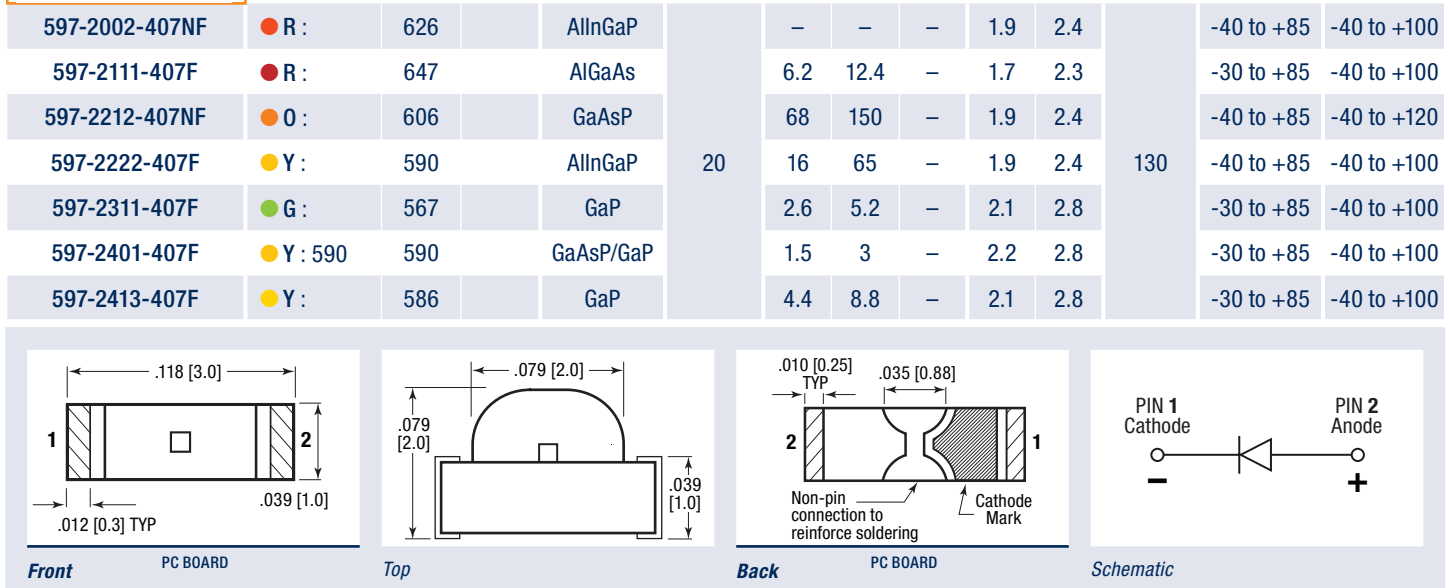 597-2002-407NF R : 626 AlInGaP – – – 1.9 2.4 -40 to +85 -40 to +100
597-2111-407F R : 647 AlGaAs 6.2 12.4 – 1.7 2.3 -30 to +85 -40 to +100
597-2212-407NF O : 606 GaAsP 68 150 – 1.9 2.4 -40 to +85 -40 to +120
597-2222-407F Y : 590 AlInGaP 20 16 65 – 1.9 2.4 130 -40 to +85 -40 to +100
597-2311-407F G : 567 GaP 2.6 5.2 – 2.1 2.8 -30 to +85 -40 to +100
597-2401-407F Y : 590 590 GaAsP/GaP 1.5 3 – 2.2 2.8 -30 to +85 -40 to +100
597-2413-407F Y : 586 GaP 4.4 8.8 – 2.1 2.8 -30 to +85 -40 to +100
.118 [3.0]
1
2
.039 [1.0]
.012 [0.3] TYP
Front PC BOARD
.079 [2.0]
.079
[2.0]
.039
[1.0]
Top
.010 [0.25]
TYP
.035 [0.88]
2
1
Non-pin
connection to
reinforce soldering
Cathode
Mark
Back PC BOARD
PIN 1
Cathode
PIN 2
Anode
– +
Schematic